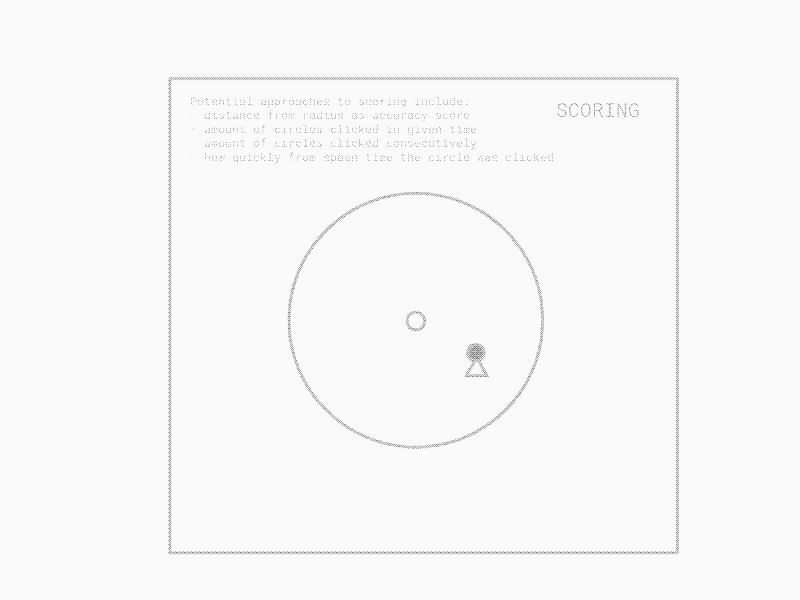 Potential approaches to scoring include:
- distance from radius as accuracy score
- amount of circles clicked in given time
- amount of circles clicked consecutively
- how quickly from spawn time the circle was clicked
SCORING